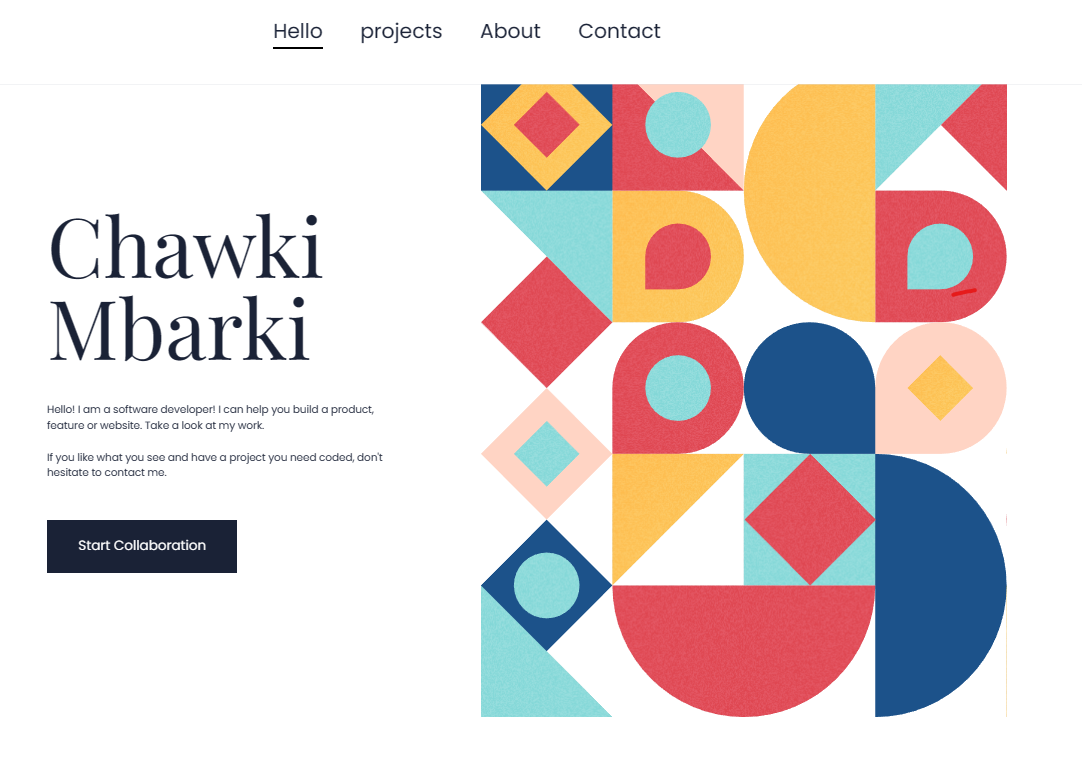 Hello projects About Contact
Chawki
Mbarki
Hello! I am a software developer! I can help you build a product,
feature or website. Take a look at my work.
If you like what you see and have a project you need coded, don't
hesitate to contact me.
Start Collaboration